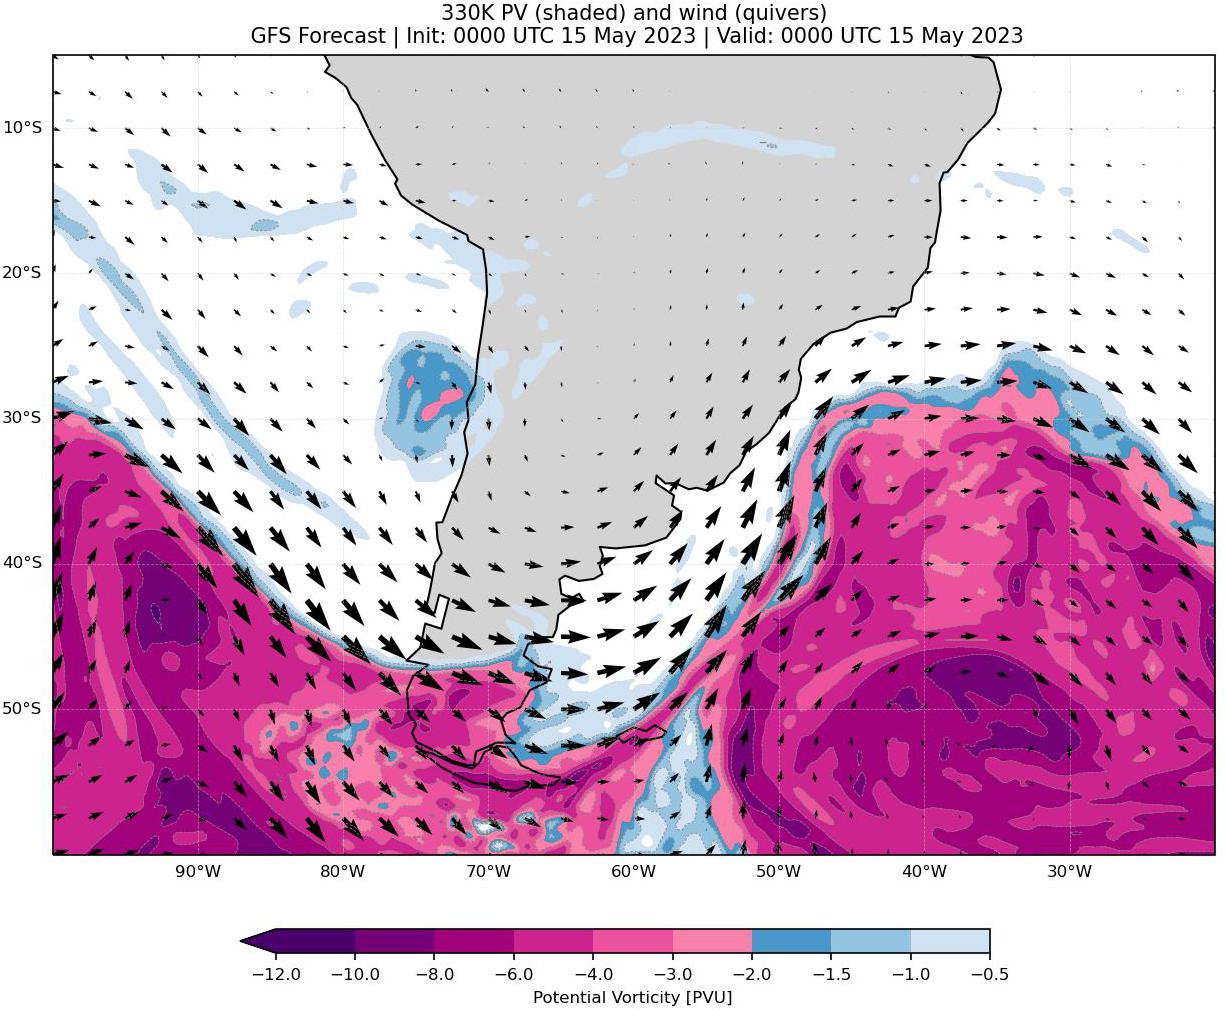 330K PV (shaded) and wind (quivers)
GFS Forecast | Init: 0000 UTC 15 May 2023 | Valid: 0000 UTC 15 May 2023
10°S
20°S
30°S
40°S
50°S
90°W 80°W 70°W 60°W 50°W 40°W 30°W
−12.0 −10.0 −8.0 −6.0 −4.0 −3.0 −2.0 −1.5 −1.0 −0.5
Potential Vorticity [PVU]